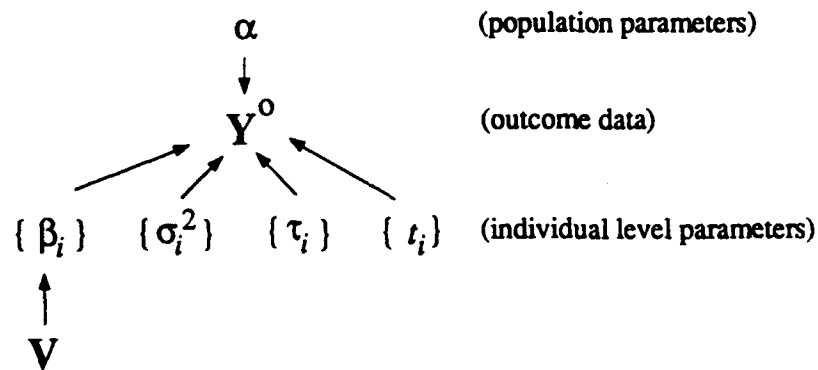 α (population parameters)
Y° (outcome data)
{ βᵢ } { σᵢ² } { τᵢ } { tᵢ } (individual level parameters)
V